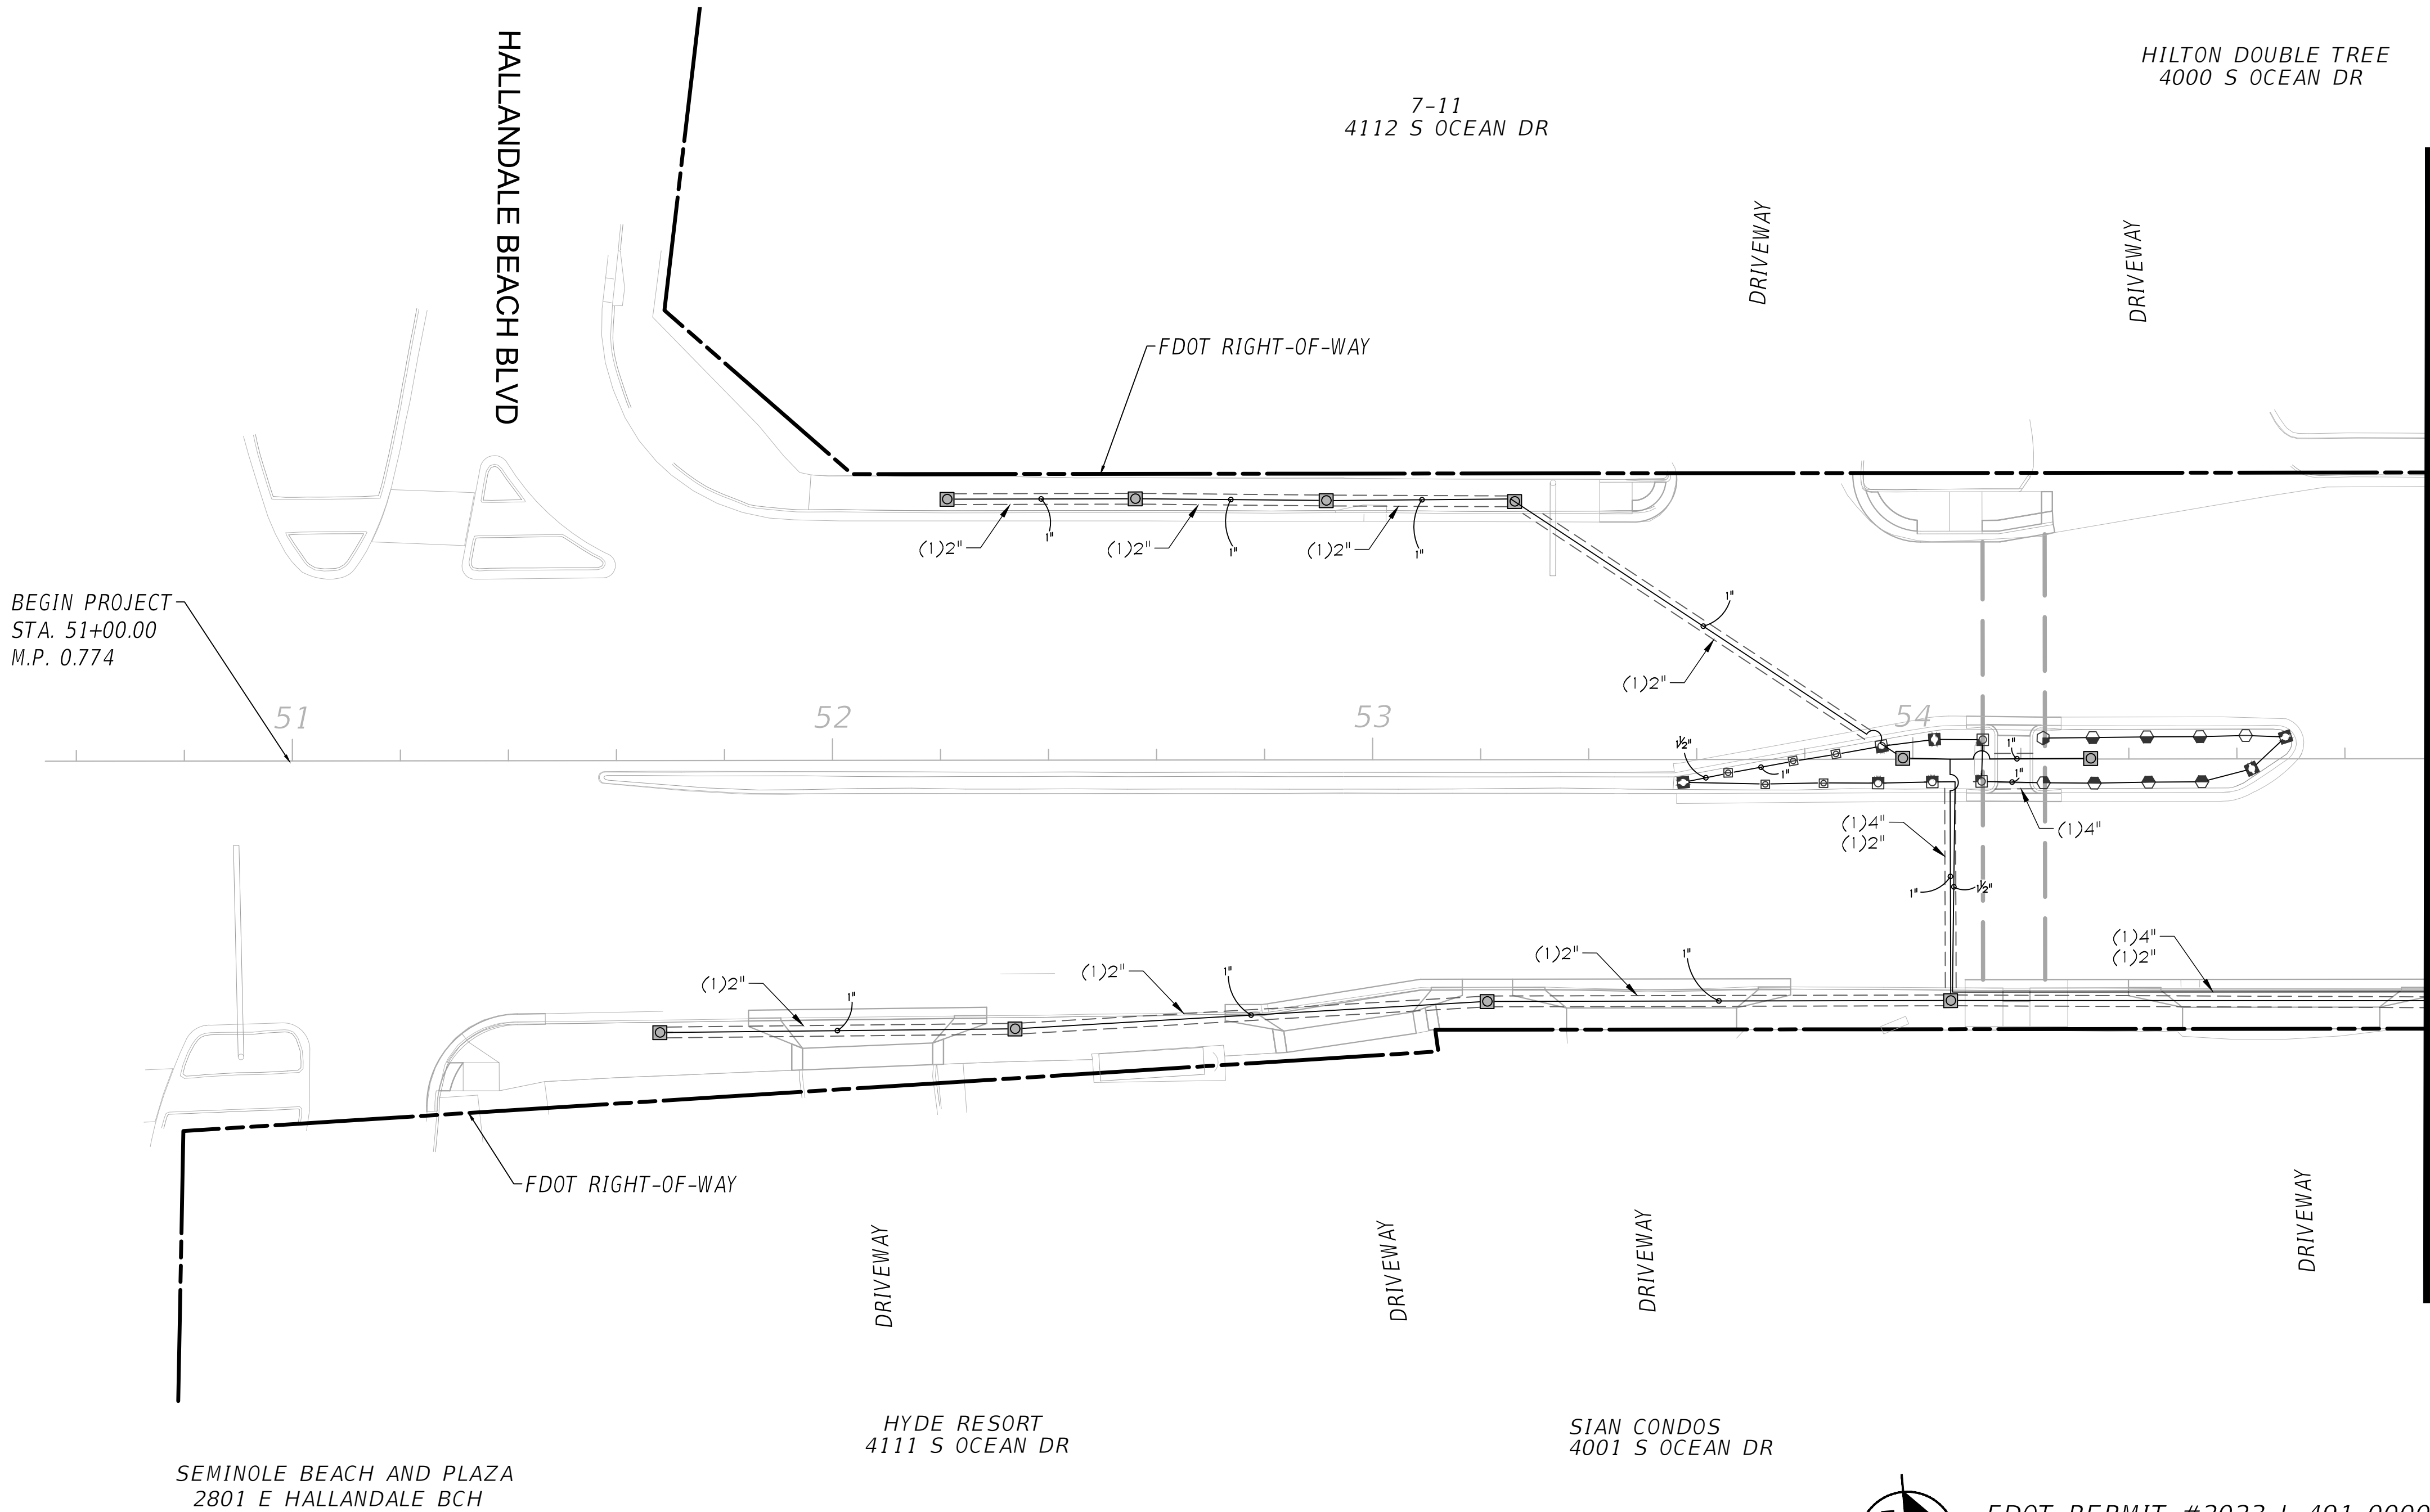 HALLANDALE BEACH BLVD
HILTON DOUBLE TREE
4000 S OCEAN DR
7-11
4112 S OCEAN DR
DRIVEWAY
DRIVEWAY
FDOT RIGHT-OF-WAY
(1)2"
1"
(1)2"
1"
(1)2"
1"
1"
(1)2"
BEGIN PROJECT
STA. 51+00.00
M.P. 0.774
51
52
53
54
½"
1"
1"
1"
(1)4"
(1)2"
(1)4"
1"
½"
(1)2"
1"
(1)2"
1"
(1)2"
1"
(1)4"
(1)2"
FDOT RIGHT-OF-WAY
DRIVEWAY
DRIVEWAY
DRIVEWAY
DRIVEWAY
HYDE RESORT
4111 S OCEAN DR
SIAN CONDOS
4001 S OCEAN DR
SEMINOLE BEACH AND PLAZA
2801 E HALLANDALE BCH